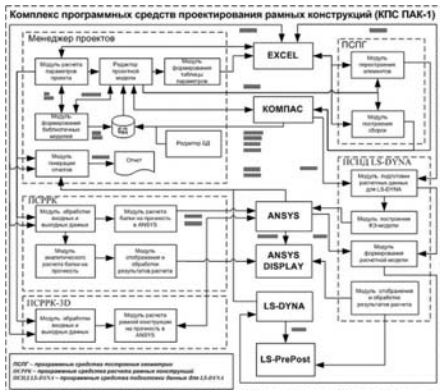 Комплекс программных средств проектирования рамных конструкций (КПС ПАК-1)
Менеджер проектов
Модуль расчета
параметров
проекта
Редактор
проектной
модели
Модуль
формирования
таблицы
параметров
Модуль
формирования
библиотечных
моделей
Редактор БД
Модуль
генерации
отчетов
Отчет
EXCEL
КОМПАС
ПСПГ
Модуль
перестроения
элементов
Модуль
построения
сборок
ПСПД LS-DYNA
Модуль подготовки
расчетных данных
для LS-DYNA
Модуль построения
КЭ-модели
Модуль
формирования
расчетной модели
Модуль
отображения и
обработки
результатов расчета
ПСРРК
Модуль обработки
входных и
выходных данных
Модуль расчета
балки на прочность
в ANSYS
Модуль
аналитического
расчета балки на
прочность
Модуль
отображения и
обработки
результатов расчета
ANSYS
ANSYS
DISPLAY
LS-DYNA
LS-PrePost
ПСРРК-3D
Модуль обработки
входных и
выходных данных
Модуль расчета
рамной конструкции
на прочность в
ANSYS
ПСПГ – программные средства построения геометрии
ПСРРК – программные средства расчета рамных конструкций
ПСПД LS-DYNA – программные средства подготовки данных для LS-DYNA